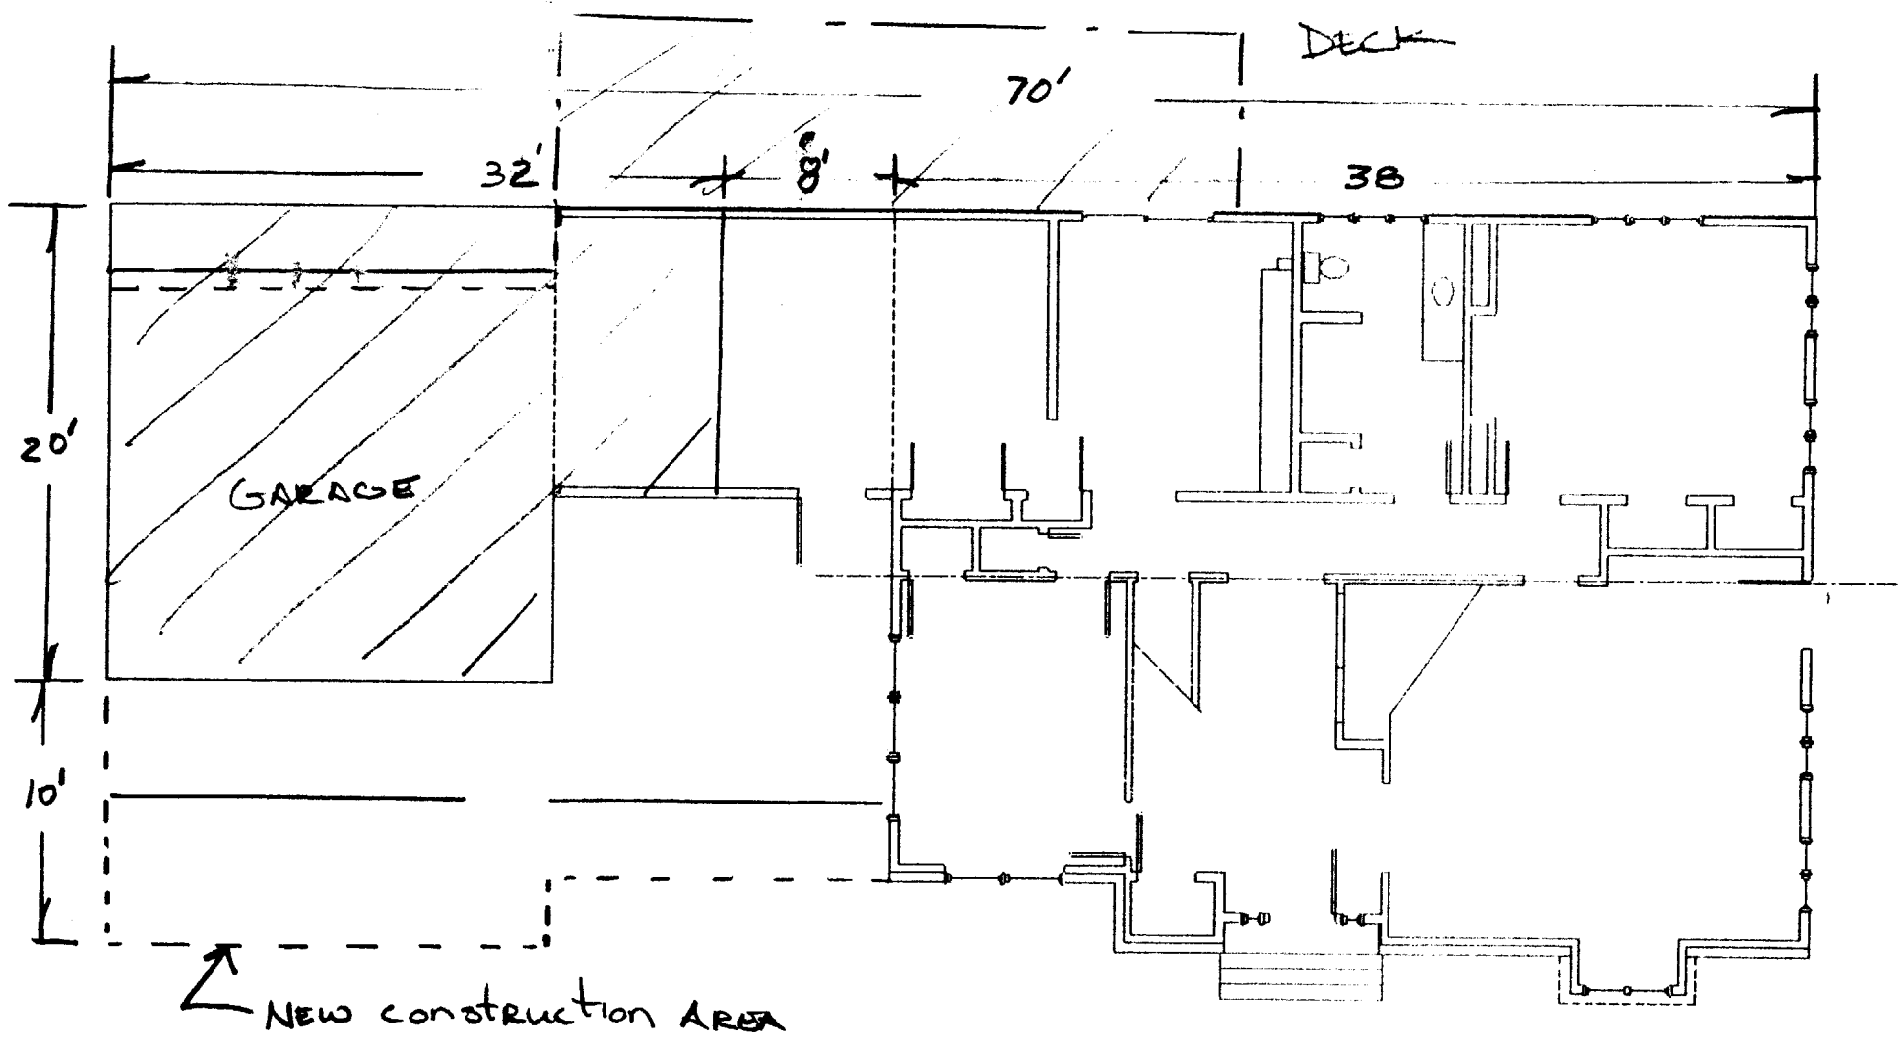 DECK
70'
32'
8'
38
20'
GARAGE
10'
NEW construction AREA